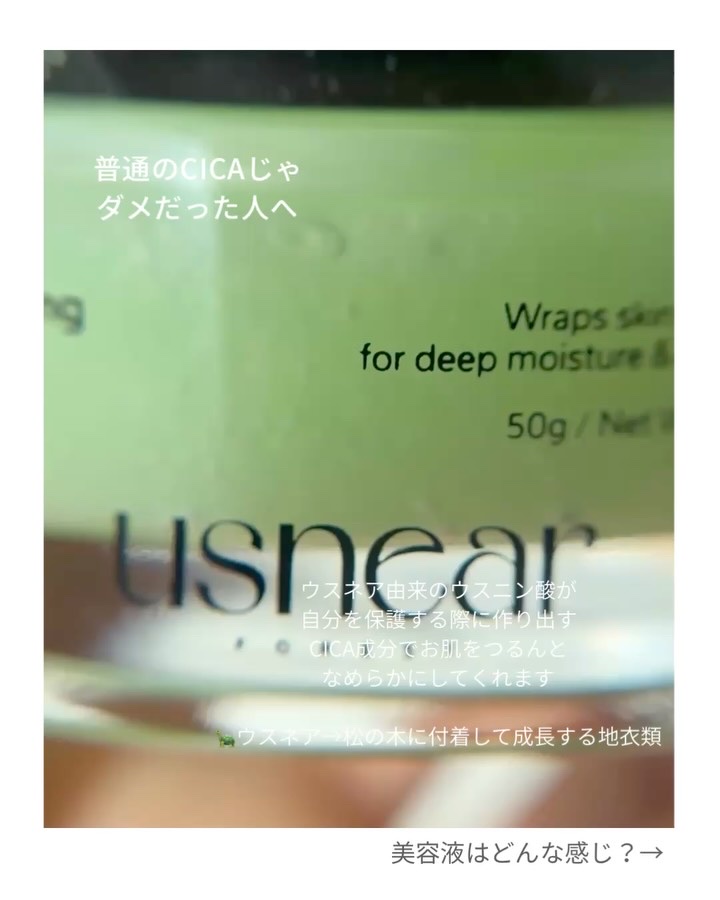 普通のCICAじゃ
ダメだった人へ
ng
Wraps skin
for deep moisture &
50g / Net W
usnear
ウスネア由来のウスニン酸が
自分を保護する際に作り出す
CICA成分でお肌をつるんと
なめらかにしてくれます
ウスネア→松の木に付着して成長する地衣類
美容液はどんな感じ？→